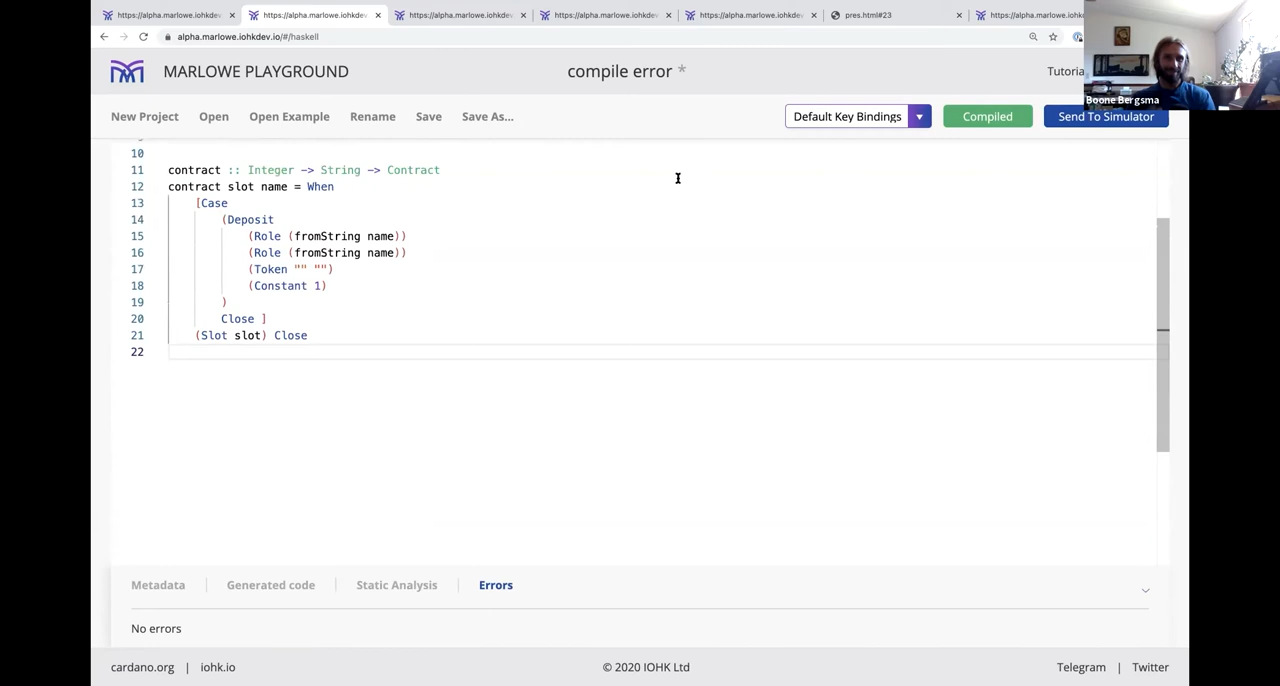 https://alpha.marlowe.iohkdev
https://alpha.marlowe.iohkdev
https://alpha.marlowe.iohkdev
https://alpha.marlowe.iohkdev
https://alpha.marlowe.iohkdev
pres.html#23
https://alpha.marlowe.iohkdev
alpha.marlowe.iohkdev.io/#/haskell
MARLOWE PLAYGROUND
compile error *
Tutoria
Boone Bergsma
New Project
Open
Open Example
Rename
Save
Save As...
Default Key Bindings
Compiled
Send To Simulator
10
11 contract :: Integer -> String -> Contract
12 contract slot name = When
13 [Case
14 (Deposit
15 (Role (fromString name))
16 (Role (fromString name))
17 (Token "" "")
18 (Constant 1)
19 )
20 Close ]
21 (Slot slot) Close
22
Metadata
Generated code
Static Analysis
Errors
No errors
cardano.org | iohk.io
© 2020 IOHK Ltd
Telegram | Twitter